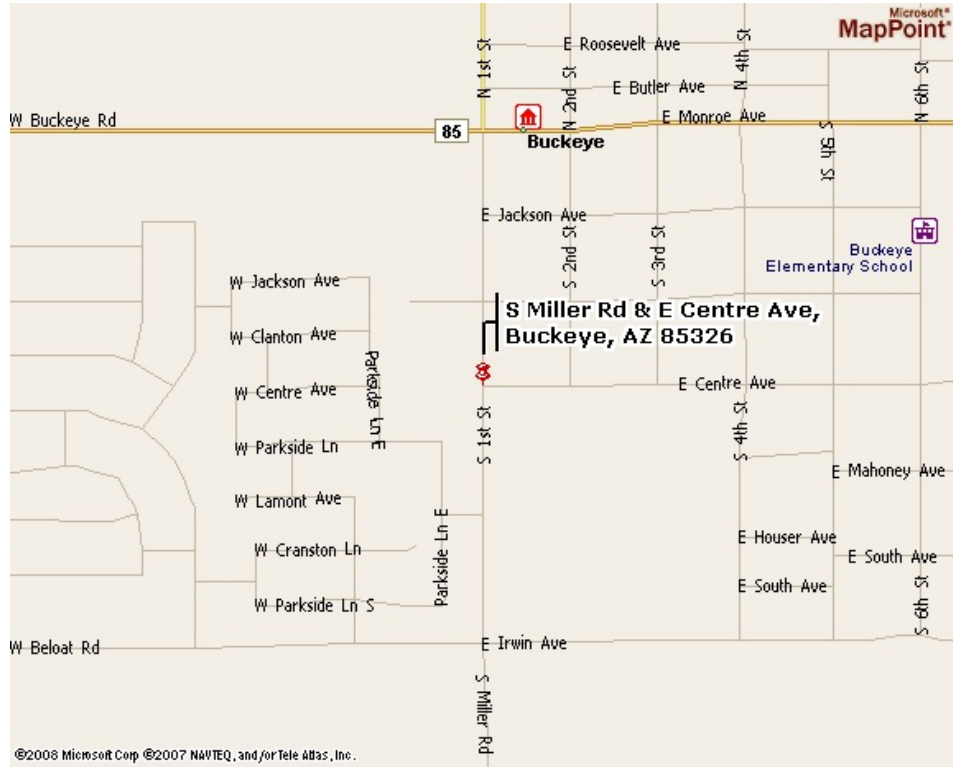 Microsoft®
MapPoint®
N 1st St
E Roosevelt Ave
N 2nd St
N 4th St
N 6th St
E Butler Ave
W Buckeye Rd
85
Buckeye
E Monroe Ave
S 5th St
E Jackson Ave
S 2nd St
S 3rd St
Buckeye
Elementary School
W Jackson Ave
S Miller Rd & E Centre Ave,
Buckeye, AZ 85326
W Clanton Ave
Parkside Ln E
W Centre Ave
E Centre Ave
S 1st St
S 4th St
W Parkside Ln
E Mahoney Ave
W Lamont Ave
Parkside Ln E
W Cranston Ln
E Houser Ave
E South Ave
E South Ave
W Parkside Ln S
S 6th St
W Beloat Rd
E Irwin Ave
S Miller Rd
©2008 Microsoft Corp ©2007 NAVTEQ, and/or Tele Atlas, Inc.